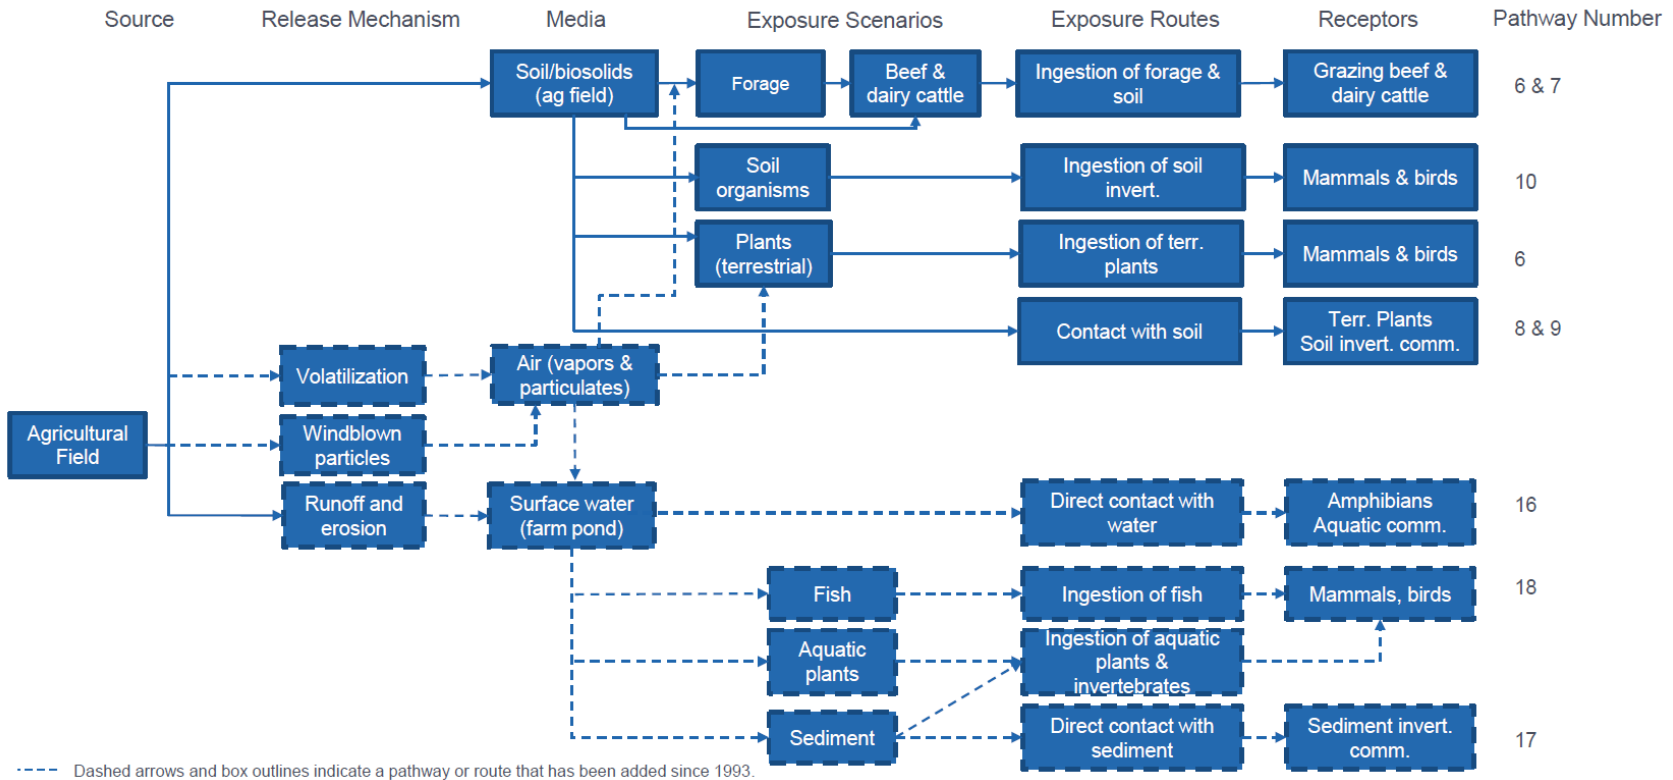 Source
Release Mechanism
Media
Exposure Scenarios
Exposure Routes
Receptors
Pathway Number
Soil/biosolids
(ag field)
Forage
Beef &
dairy cattle
Ingestion of forage &
soil
Grazing beef &
dairy cattle
6 & 7
Soil
organisms
Ingestion of soil
invert.
Mammals & birds
10
Plants
(terrestrial)
Ingestion of terr.
plants
Mammals & birds
6
Contact with soil
Terr. Plants
Soil invert. comm.
8 & 9
Volatilization
Air (vapors &
particulates)
Agricultural
Field
Windblown
particles
Runoff and
erosion
Surface water
(farm pond)
Direct contact with
water
Amphibians
Aquatic comm.
16
Fish
Ingestion of fish
Mammals, birds
18
Aquatic
plants
Ingestion of aquatic
plants &
invertebrates
Sediment
Direct contact with
sediment
Sediment invert.
comm.
17
Dashed arrows and box outlines indicate a pathway or route that has been added since 1993.